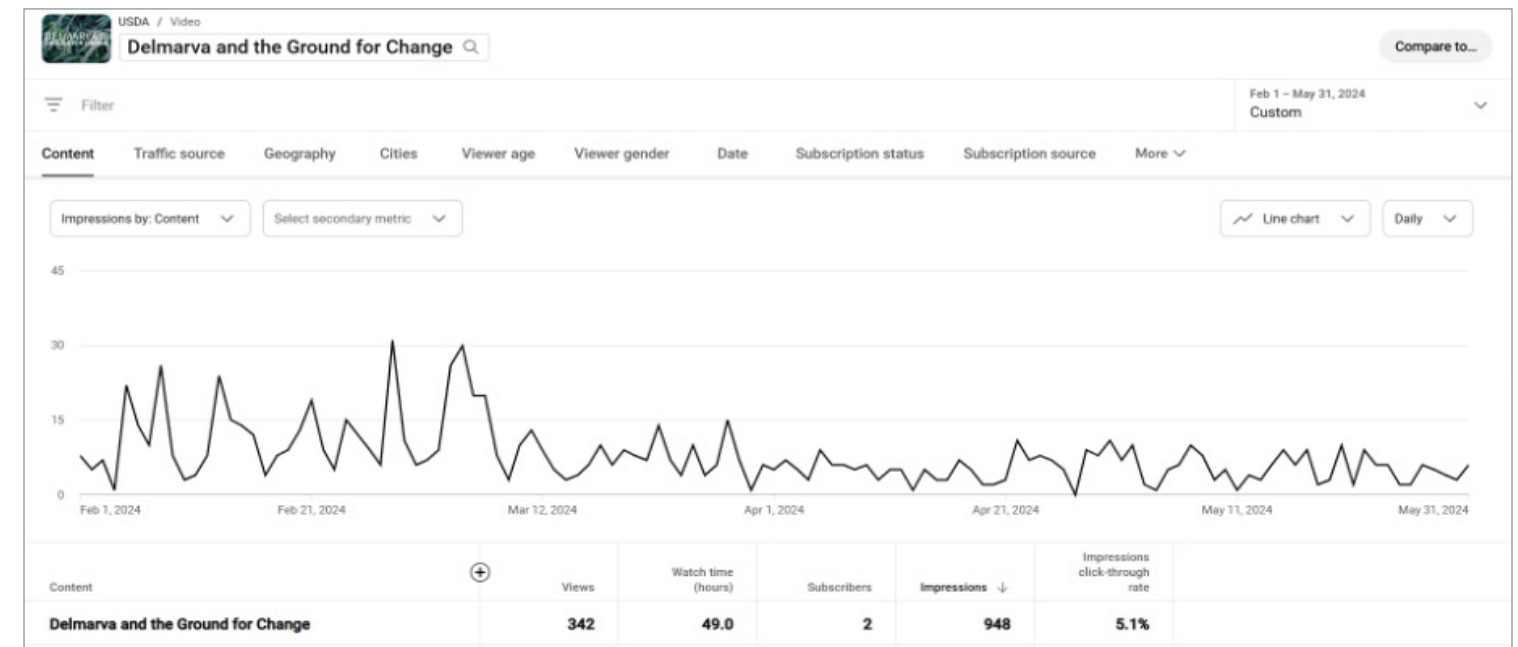 USDA / Video
Delmarva and the Ground for Change
Compare to...
Filter
Feb 1 – May 31, 2024
Custom
Content Traffic source Geography Cities Viewer age Viewer gender Date Subscription status Subscription source More
Impressions by: Content Select secondary metric Line chart Daily
45
30
15
0
Feb 1, 2024 Feb 21, 2024 Mar 12, 2024 Apr 1, 2024 Apr 21, 2024 May 11, 2024 May 31, 2024
Content Views Watch time (hours) Subscribers Impressions Impressions click-through rate
Delmarva and the Ground for Change 342 49.0 2 948 5.1%